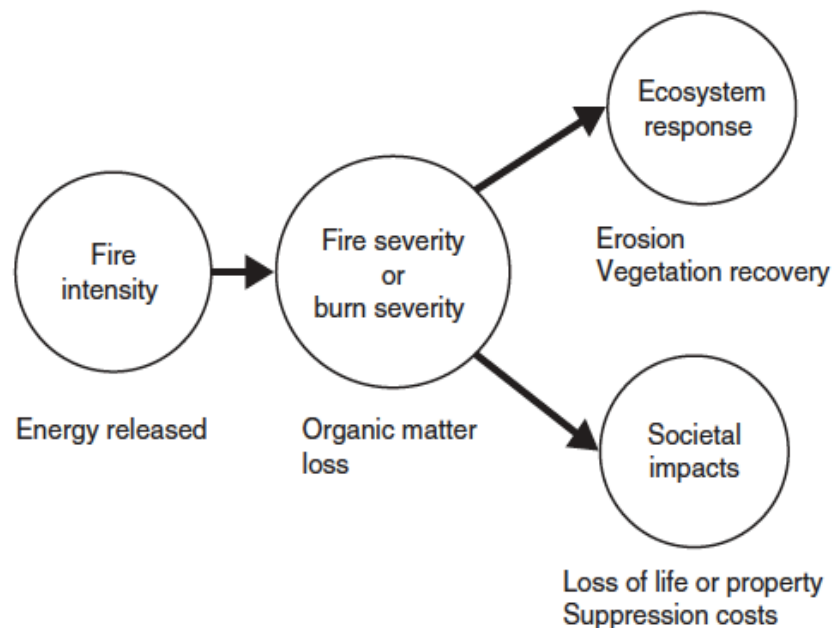 Fire
intensity
Energy released
Fire severity
or
burn severity
Organic matter
loss
Ecosystem
response
Erosion
Vegetation recovery
Societal
impacts
Loss of life or property
Suppression costs